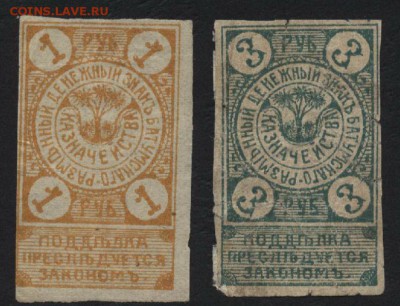 COINS.LAVE.RU
1 РУБ. 1
РАЗМѢННЫЙ ДЕНЕЖНЫЙ ЗНАКЪ БАТУМСКАГО
КАЗНАЧЕЙСТВА
1 РУБ. 1
ПОДДѢЛКА
ПРЕСЛѢДУЕТСЯ
ЗАКОНОМЪ.
3 РУБ. 3
РАЗМѢННЫЙ ДЕНЕЖНЫЙ ЗНАКЪ БАТУМСКАГО
КАЗНАЧЕЙСТВА
3 РУБ. 3
ПОДДѢЛКА
ПРЕСЛѢДУЕТСЯ
ЗАКОНОМЪ.